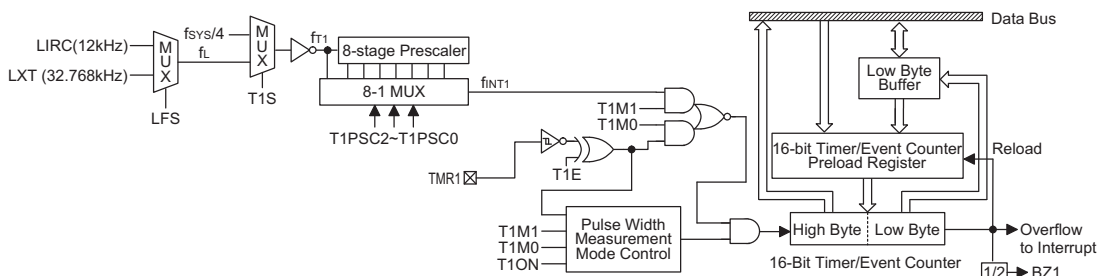 Data Bus
LIRC(12kHz)
LXT (32.768kHz)
MUX
LFS
fSYS/4
fL
MUX
T1S
fT1
8-stage Prescaler
8-1 MUX
T1PSC2~T1PSC0
fINT1
T1M1
T1M0
TMR1
T1E
T1M1
T1M0
T1ON
Pulse Width
Measurement
Mode Control
Low Byte
Buffer
16-bit Timer/Event Counter
Preload Register
Reload
High Byte
Low Byte
16-Bit Timer/Event Counter
Overflow
to Interrupt
1/2
BZ1